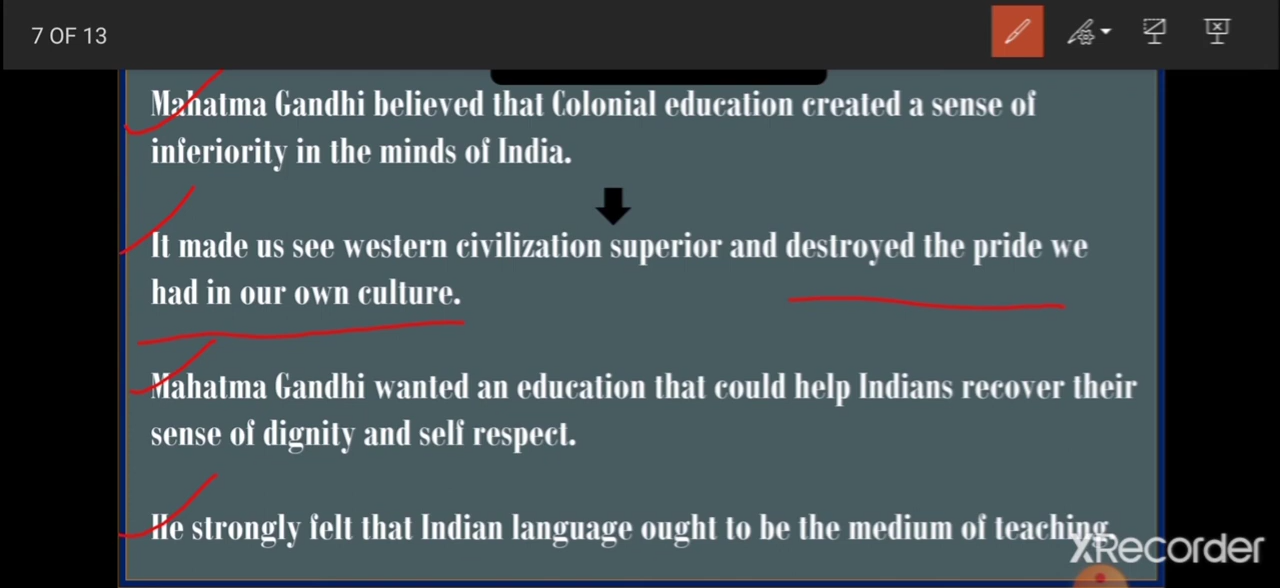 7 OF 13
Mahatma Gandhi believed that Colonial education created a sense of
inferiority in the minds of India.
It made us see western civilization superior and destroyed the pride we
had in our own culture.
Mahatma Gandhi wanted an education that could help Indians recover their
sense of dignity and self respect.
He strongly felt that Indian language ought to be the medium of teaching.
XRecorder